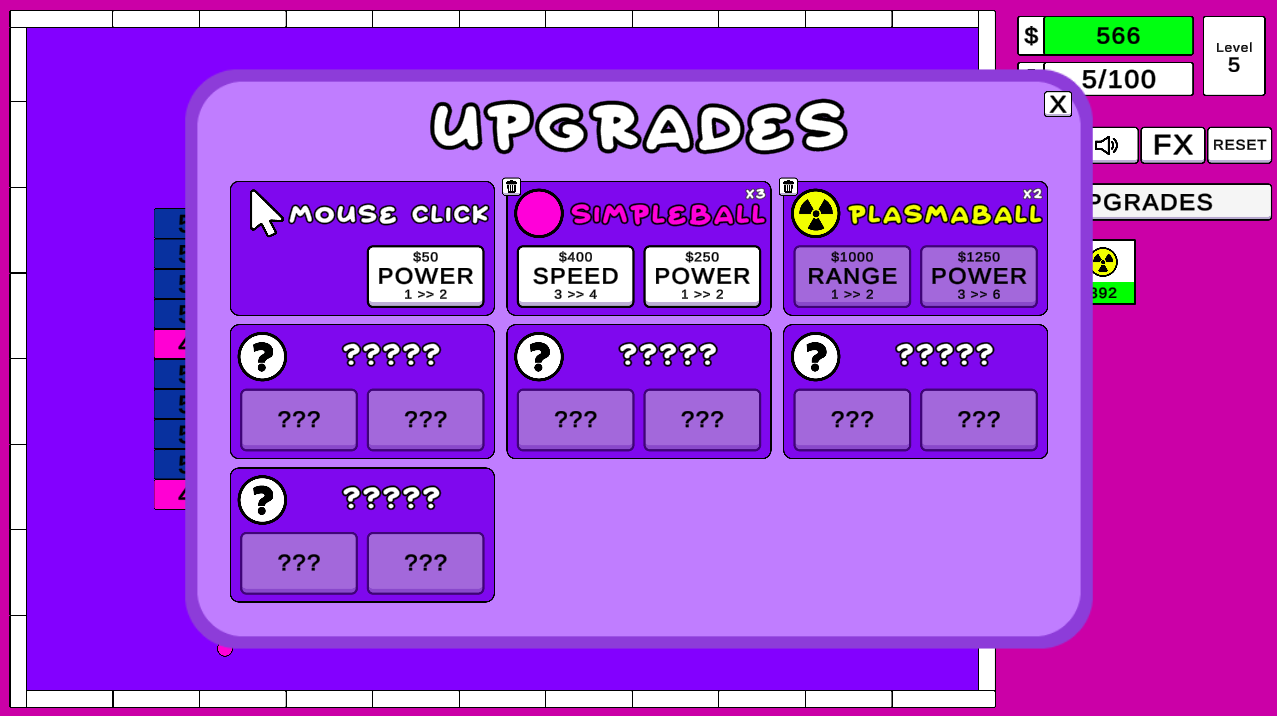 $ 566
Level
5
5/100
UPGRADES
X
FX
RESET
PGRADES
MOUSE CLICK
$50
POWER
1 >> 2
X3
SIMPLEBALL
$400
SPEED
3 >> 4
$250
POWER
1 >> 2
X2
PLASMABALL
$1000
RANGE
1 >> 2
$1250
POWER
3 >> 6
392
? ?????
??? ???
? ?????
??? ???
? ?????
??? ???
? ?????
??? ???